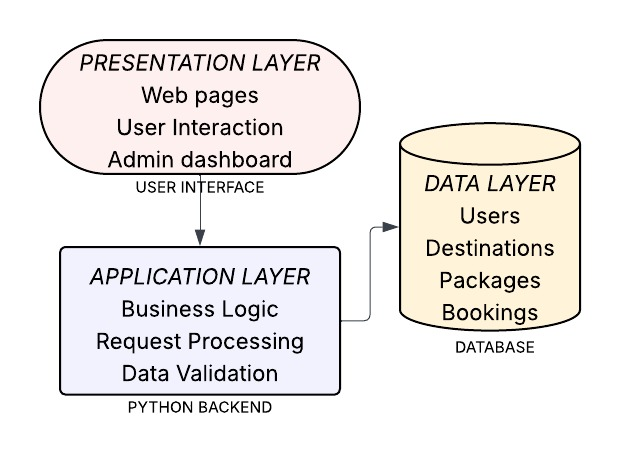 PRESENTATION LAYER
Web pages
User Interaction
Admin dashboard
USER INTERFACE
APPLICATION LAYER
Business Logic
Request Processing
Data Validation
PYTHON BACKEND
DATA LAYER
Users
Destinations
Packages
Bookings
DATABASE